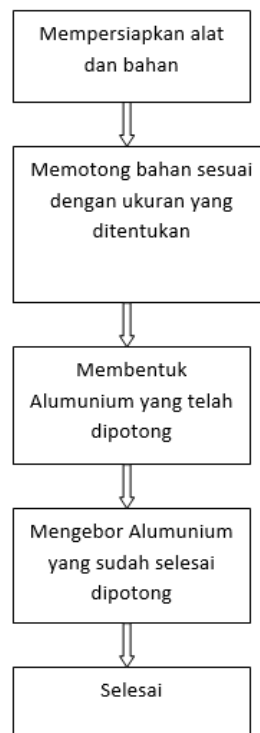 Mempersiapkan alat
dan bahan
Memotong bahan sesuai
dengan ukuran yang
ditentukan
Membentuk
Alumunium yang telah
dipotong
Mengebor Alumunium
yang sudah selesai
dipotong
Selesai